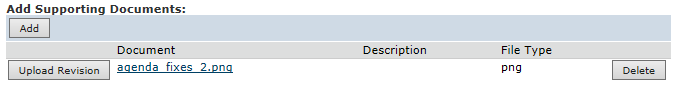 Add Supporting Documents:
Add
Document Description File Type
Upload Revision agenda_fixes_2.png png Delete